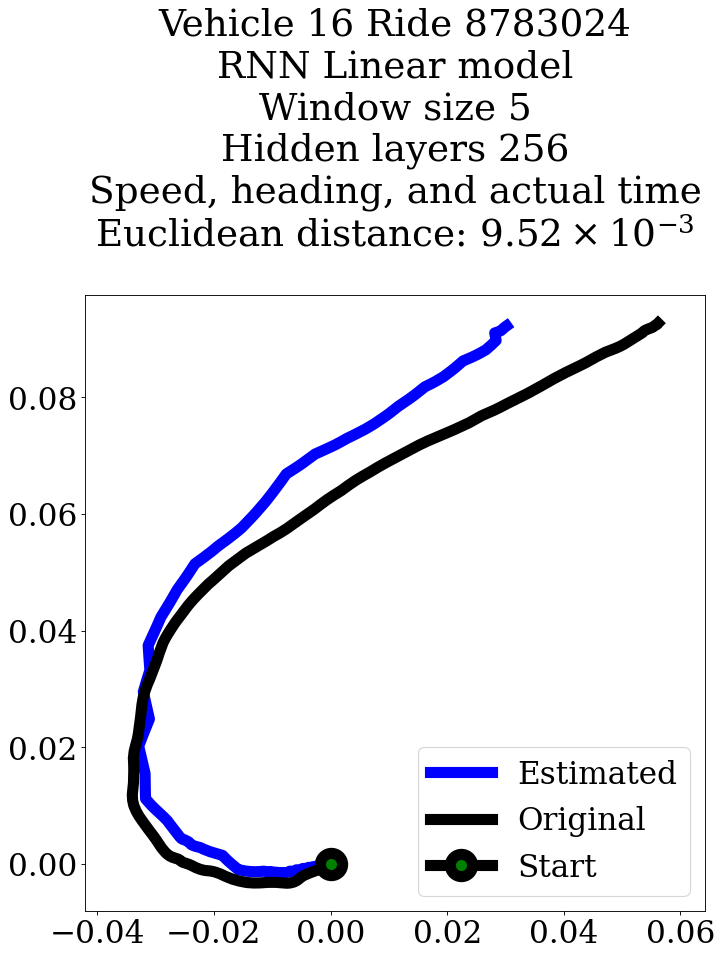 Vehicle 16 Ride 8783024
RNN Linear model
Window size 5
Hidden layers 256
Speed, heading, and actual time
Euclidean distance: 9.52 × 10⁻³
0.08
0.06
0.04
0.02
0.00
Estimated
Original
Start
−0.04 −0.02 0.00 0.02 0.04 0.06